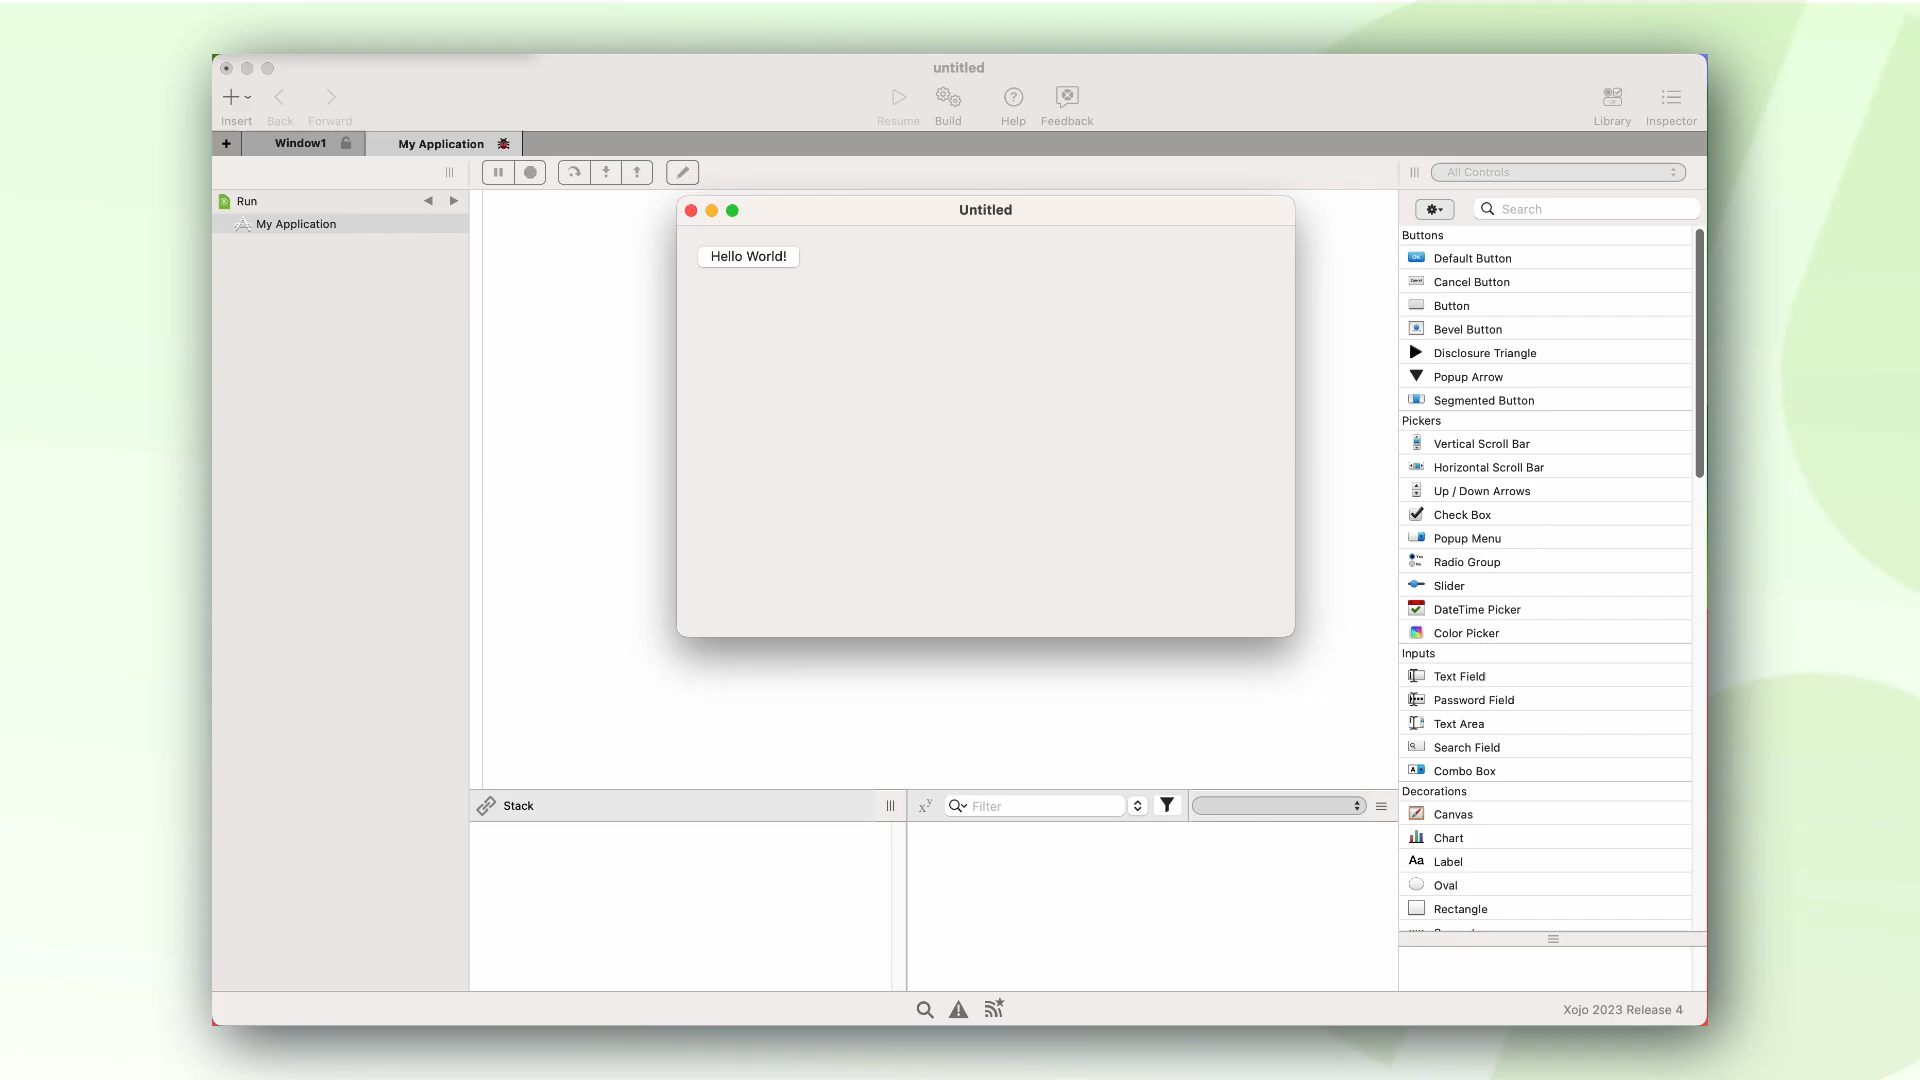 untitled
Insert
Back
Forward
Resume
Build
Help
Feedback
Library
Inspector
Window1
My Application
All Controls
Run
My Application
Untitled
Hello World!
Search
Buttons
Default Button
Cancel Button
Button
Bevel Button
Disclosure Triangle
Popup Arrow
Segmented Button
Pickers
Vertical Scroll Bar
Horizontal Scroll Bar
Up / Down Arrows
Check Box
Popup Menu
Radio Group
Slider
DateTime Picker
Color Picker
Inputs
Text Field
Password Field
Text Area
Search Field
Combo Box
Decorations
Canvas
Chart
Aa Label
Oval
Rectangle
Stack
Filter
Xojo 2023 Release 4